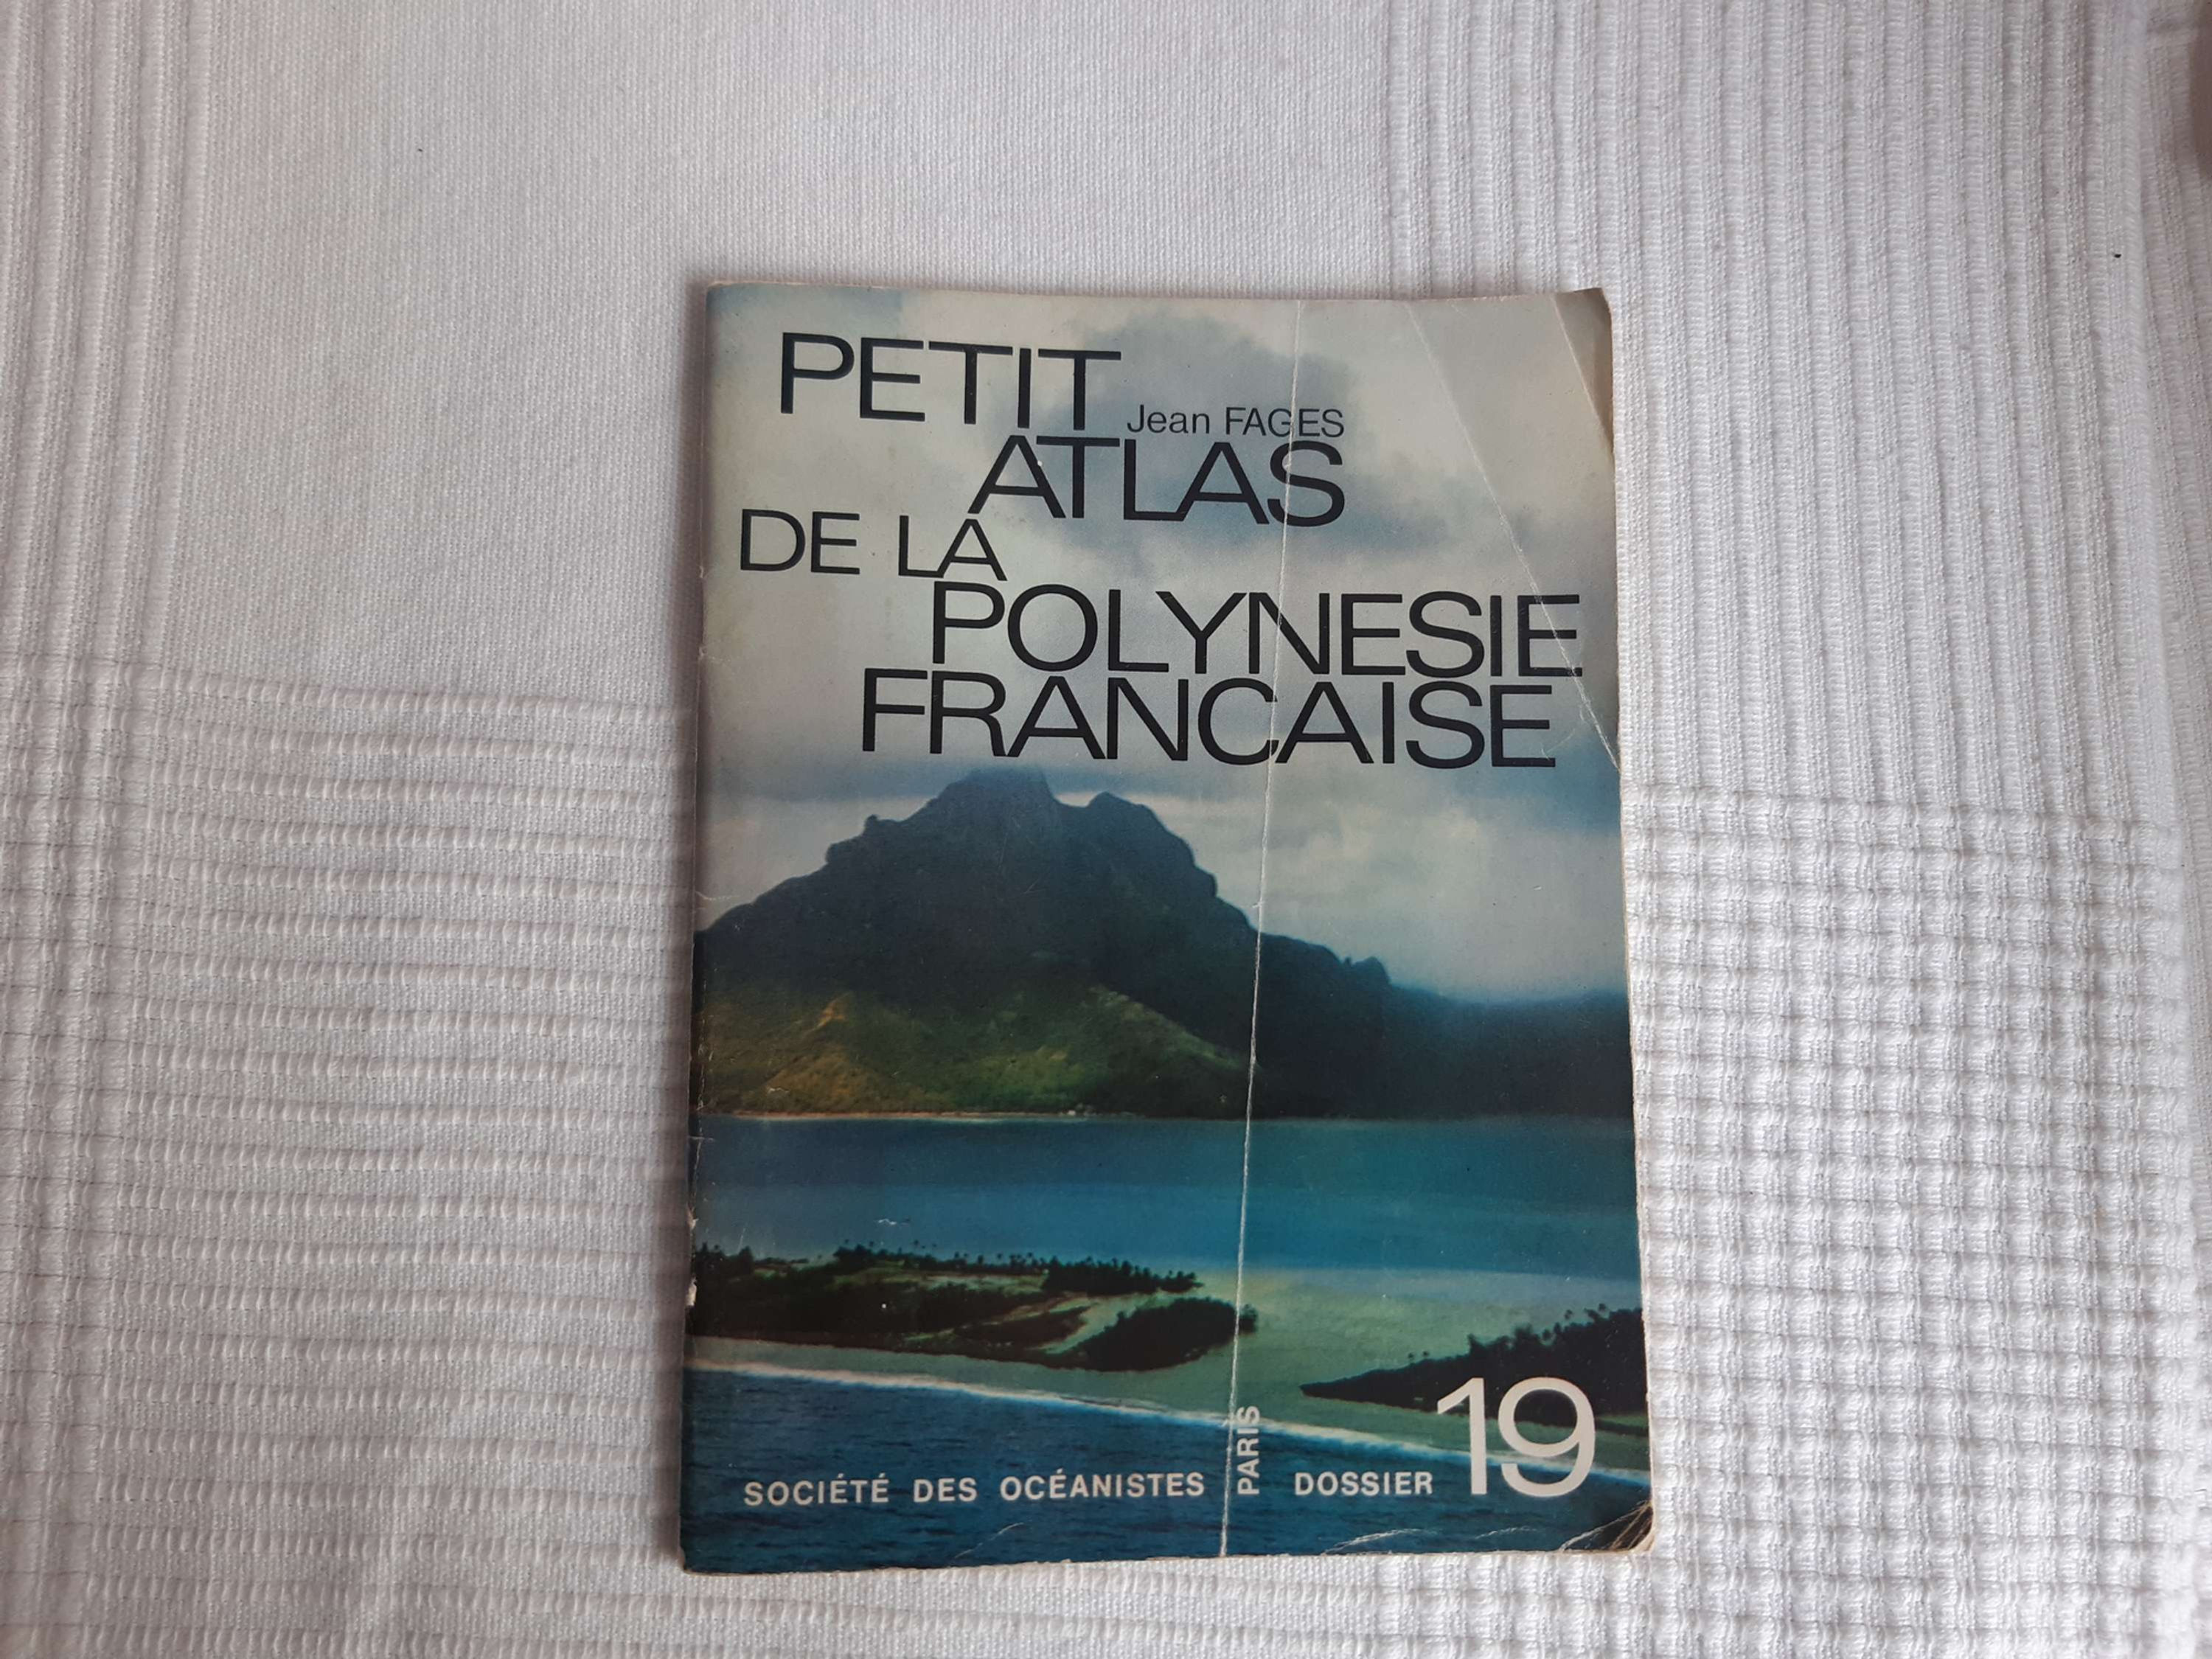 PETIT
Jean FAGES
ATLAS
DE LA
POLYNESIE
FRANCAISE
SOCIÉTÉ DES OCÉANISTES PARIS DOSSIER 19